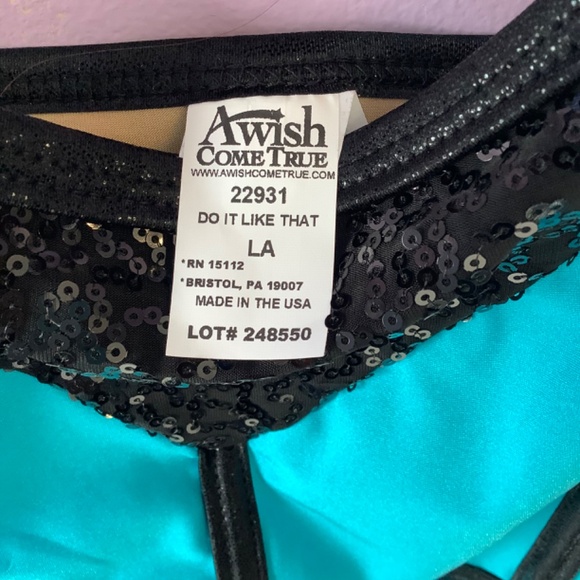 A wish
COME TRUE
WWW.AWISHCOMETRUE.COM
22931
DO IT LIKE THAT
LA
*RN 15112
*BRISTOL, PA 19007
MADE IN THE USA
LOT# 248550